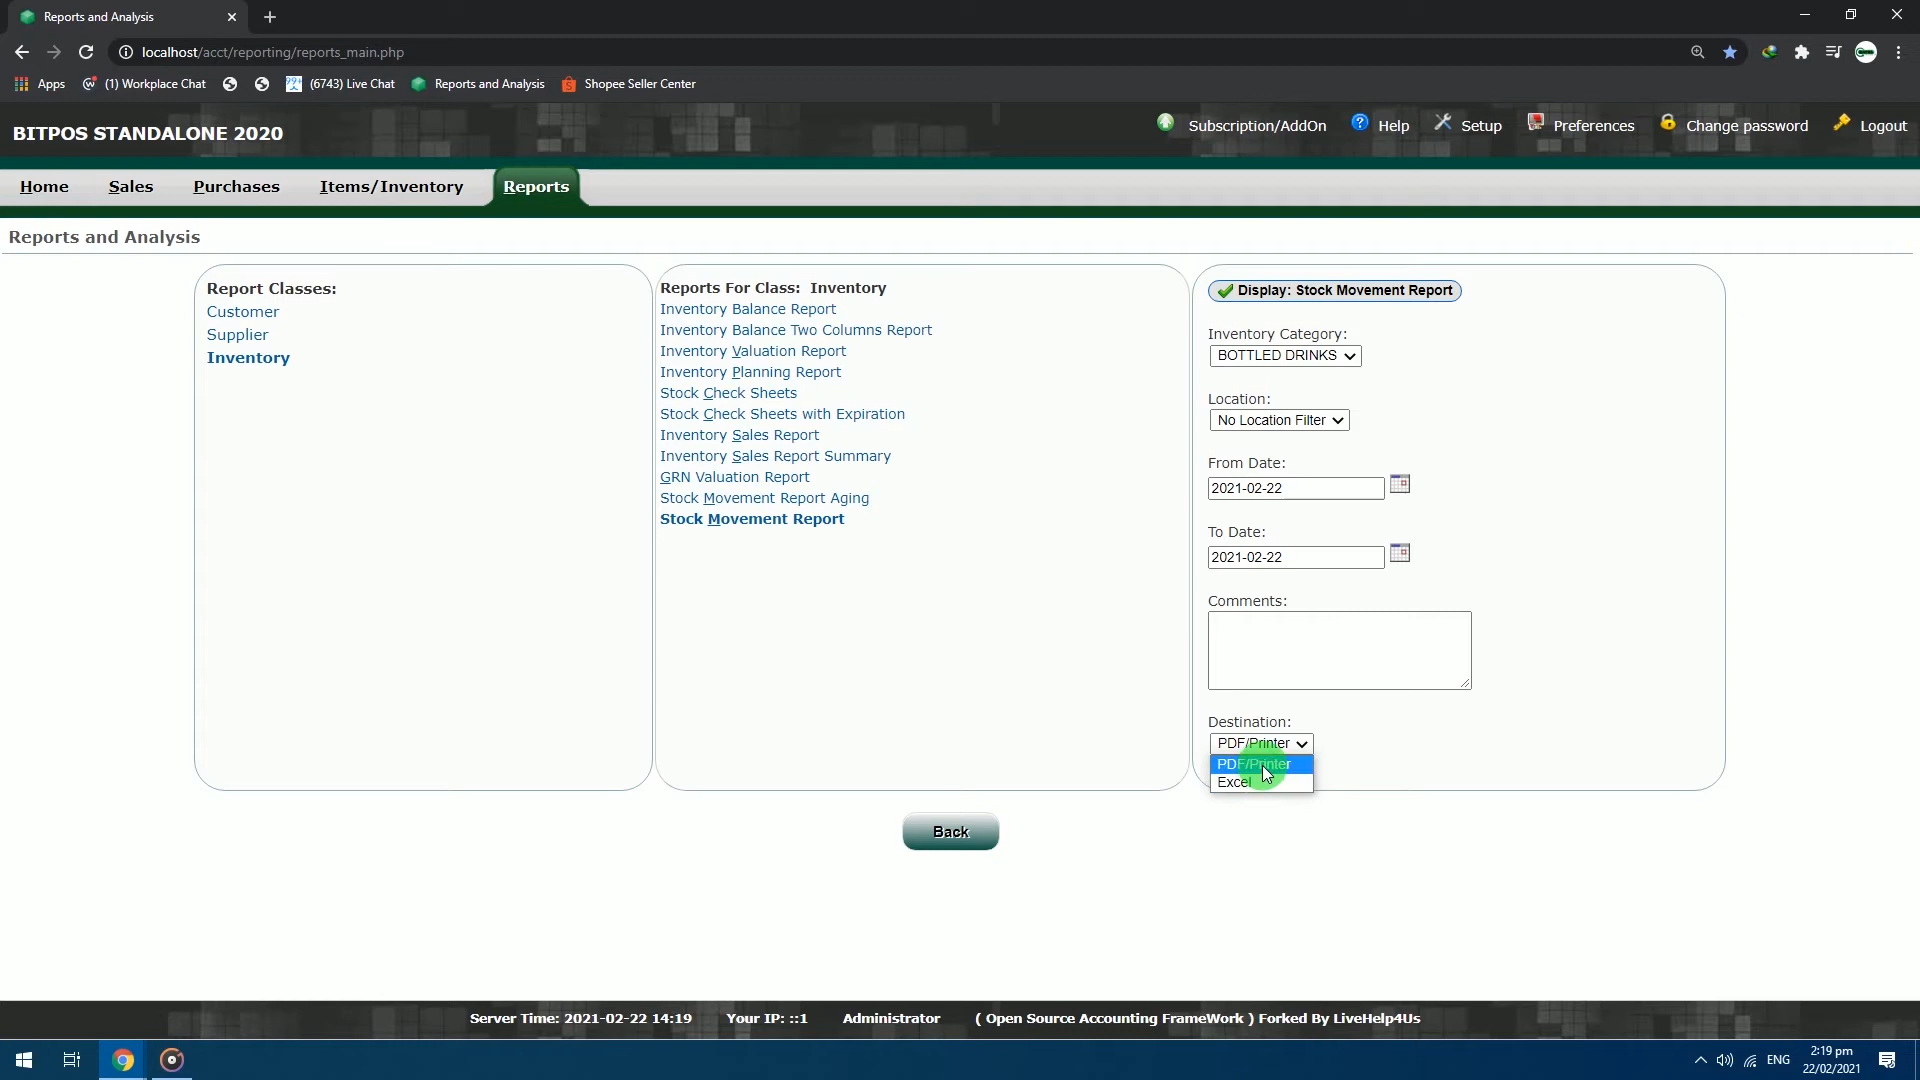 Reports and Analysis
localhost/acct/reporting/reports_main.php
Apps (1) Workplace Chat (6743) Live Chat Reports and Analysis Shopee Seller Center
BITPOS STANDALONE 2020
Subscription/AddOn Help Setup Preferences Change password Logout
Home Sales Purchases Items/Inventory Reports
Reports and Analysis
Report Classes:
Customer
Supplier
Inventory
Reports For Class: Inventory
Inventory Balance Report
Inventory Balance Two Columns Report
Inventory Valuation Report
Inventory Planning Report
Stock Check Sheets
Stock Check Sheets with Expiration
Inventory Sales Report
Inventory Sales Report Summary
GRN Valuation Report
Stock Movement Report Aging
Stock Movement Report
Display: Stock Movement Report
Inventory Category:
BOTTLED DRINKS
Location:
No Location Filter
From Date:
2021-02-22
To Date:
2021-02-22
Comments:
Destination:
PDF/Printer
PDF/Printer
Excel
Back
Server Time: 2021-02-22 14:19 Your IP: ::1 Administrator ( Open Source Accounting FrameWork ) Forked By LiveHelp4Us
ENG
2:19 pm
22/02/2021